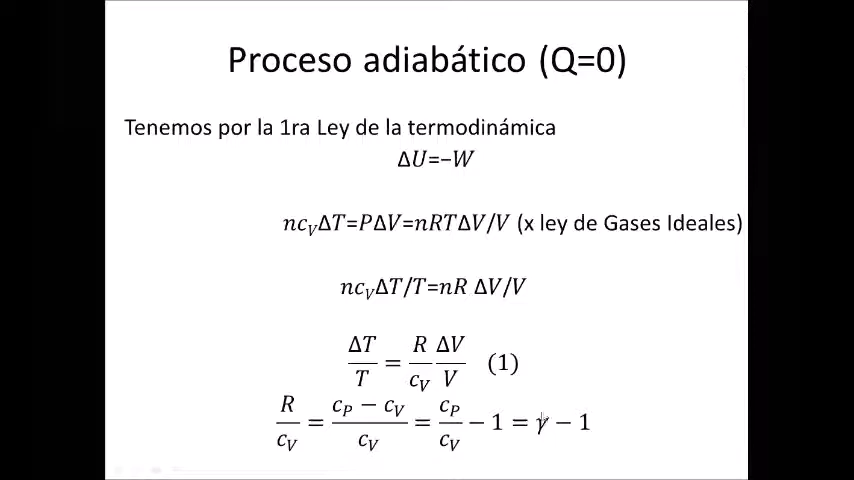 Proceso adiabático (Q=0)
Tenemos por la 1ra Ley de la termodinámica
Δ𝑈=−𝑊
𝑛𝑐_𝑉Δ𝑇=𝑃Δ𝑉=𝑛𝑅𝑇Δ𝑉/𝑉 (x ley de Gases Ideales)
𝑛𝑐_𝑉Δ𝑇/𝑇=𝑛𝑅 Δ𝑉/𝑉
Δ𝑇/𝑇 = 𝑅/𝑐_𝑉 Δ𝑉/𝑉 (1)
𝑅/𝑐_𝑉 = (𝑐_𝑃 − 𝑐_𝑉)/𝑐_𝑉 = 𝑐_𝑃/𝑐_𝑉 − 1 = 𝛾 − 1